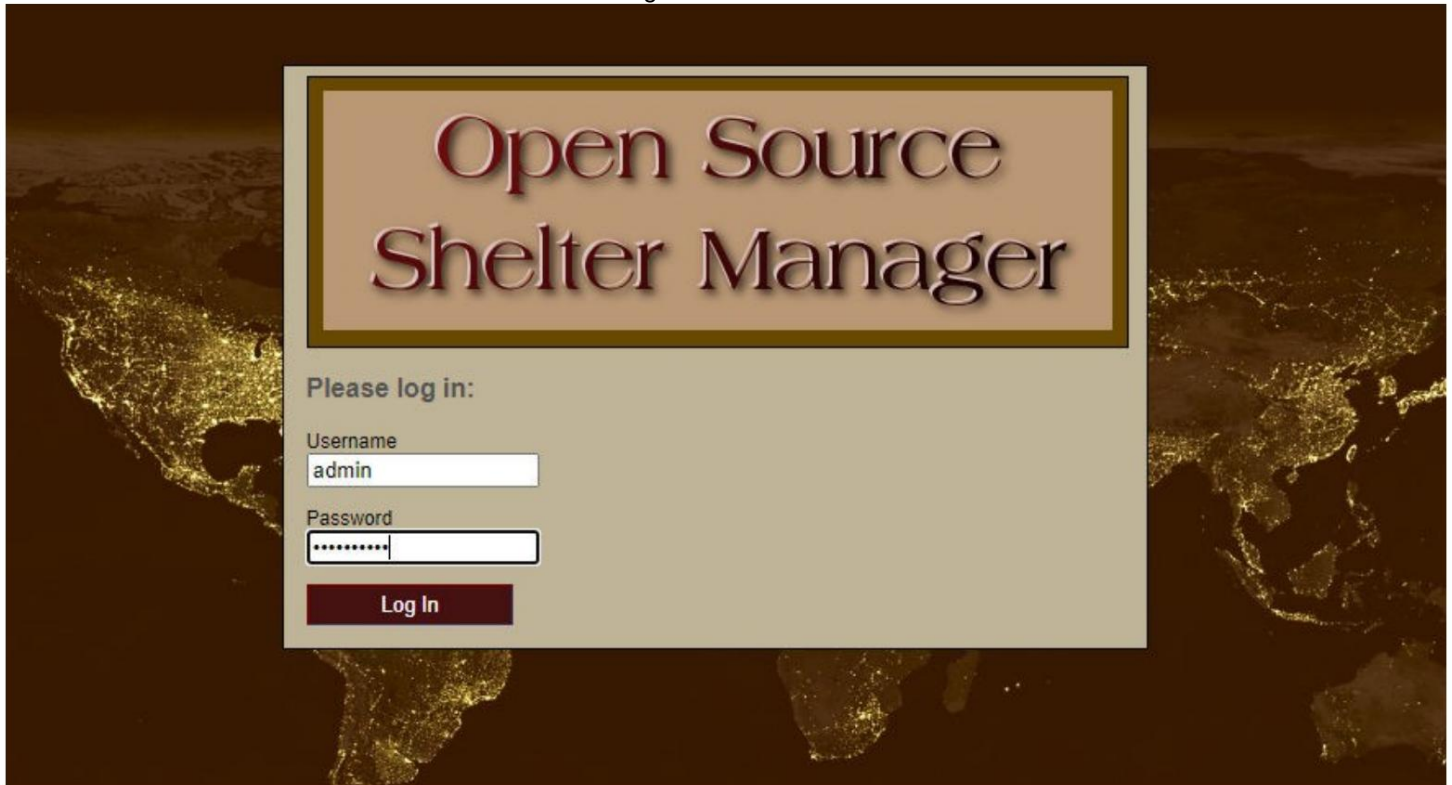 Open Source
Shelter Manager
Please log in:
Username
admin
Password
••••••••••
Log In